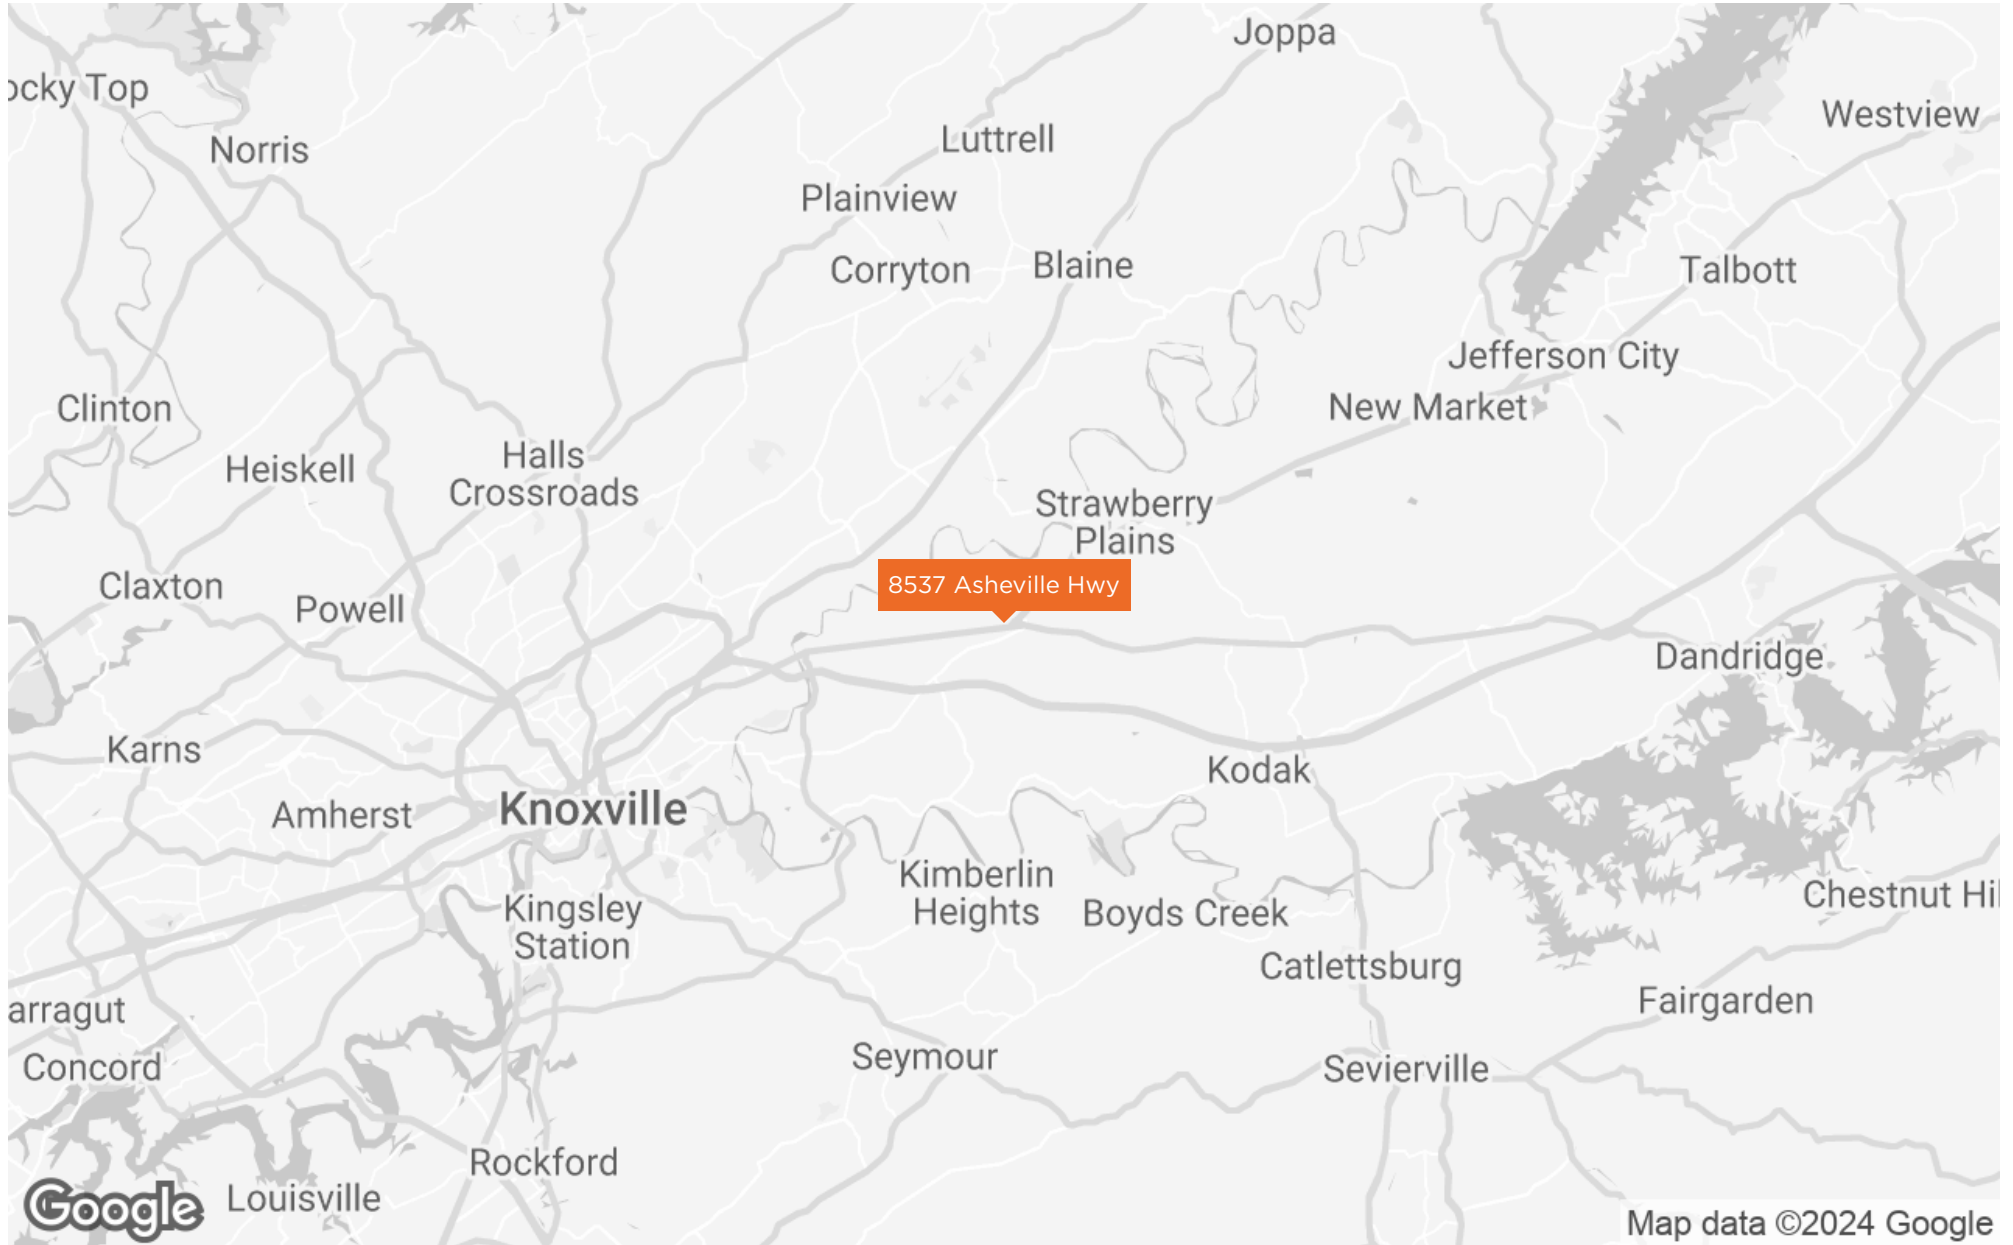 Joppa
ocky Top
Westview
Norris
Luttrell
Plainview
Corryton
Blaine
Talbott
Jefferson City
New Market
Clinton
Heiskell
Halls
Crossroads
Strawberry
Plains
8537 Asheville Hwy
Claxton
Powell
Dandridge
Karns
Kodak
Amherst
Knoxville
Kimberlin
Heights
Boyds Creek
Chestnut Hil
Kingsley
Station
Catlettsburg
arragut
Fairgarden
Concord
Seymour
Sevierville
Rockford
Louisville
Google
Map data ©2024 Google